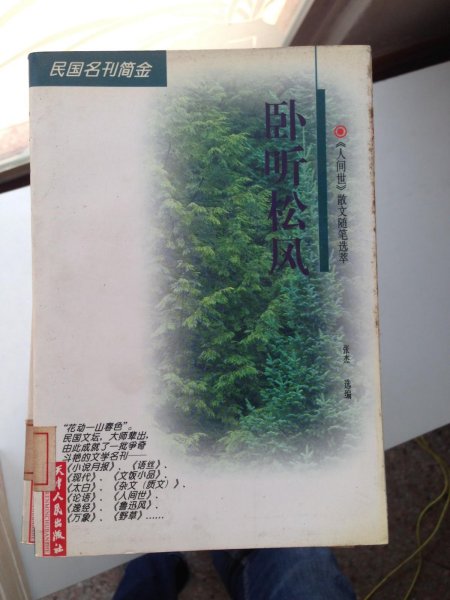 民国名刊简金
卧听松风
《人间世》散文随笔选萃
张杰 选编
“花动一山春色”。
民国文坛，大师辈出，
由此成就了一批争奇
斗艳的文学名刊——
《小说月报》、《语丝》、
《现代》、《文饭小品》、
《太白》、《杂文（质文）》、
《论语》、《人间世》、
《逸经》、《鲁迅风》、
《万象》、《野草》……
天津人民出版社